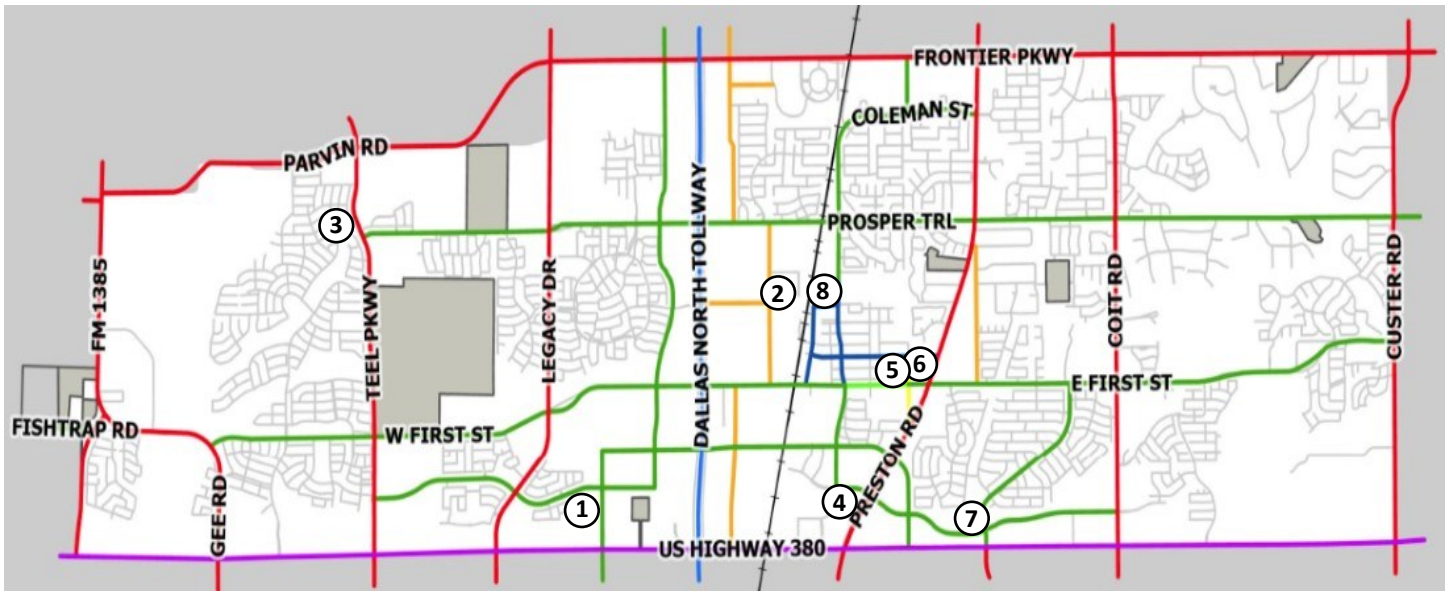 FRONTIER PKWY
COLEMAN ST
PARVIN RD
3
PROSPER TRL
DALLAS NORTH TOLLWAY
FM 1385
TEEL PKWY
LEGACY DR
2
8
COIT RD
CUSTER RD
5
6
E FIRST ST
FISHTRAP RD
W FIRST ST
PRESTON RD
GEE RD
1
4
7
US HIGHWAY 380